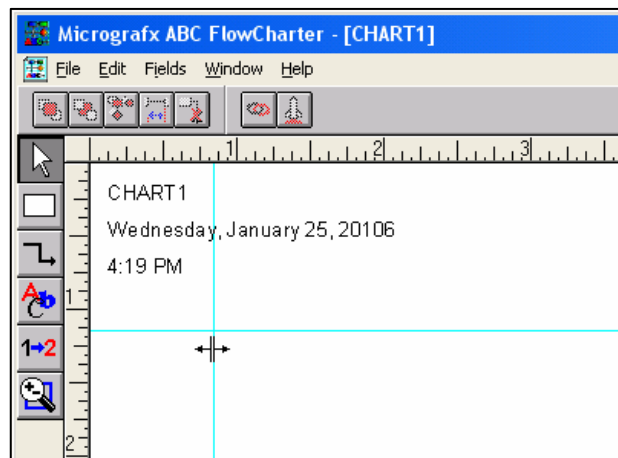 Micrografx ABC FlowCharter - [CHART1]
File Edit Fields Window Help
1 2 3
CHART1
Wednesday, January 25, 20106
4:19 PM
1
A b C
1→2
2